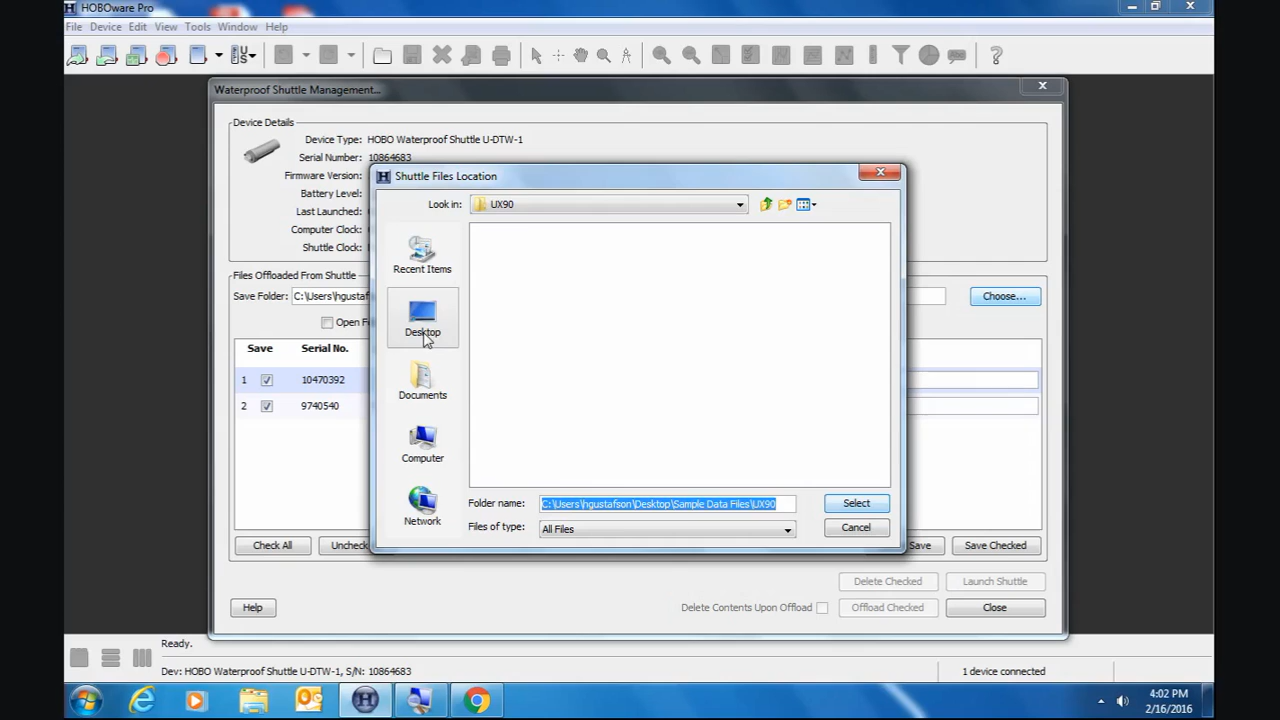 HOBOware Pro
File Device Edit View Tools Window Help
Waterproof Shuttle Management...
Device Details
Device Type: HOBO Waterproof Shuttle U-DTW-1
Serial Number: 10864683
Firmware Version:
Battery Level:
Last Launched:
Computer Clock:
Shuttle Clock:
Shuttle Files Location
Look in: UX90
Recent Items
Desktop
Documents
Computer
Network
Folder name: C:\Users\hgustafson\Desktop\Sample Data Files\UX90 Select
Files of type: All Files Cancel
Files Offloaded From Shuttle
Save Folder: C:\Users\hgustaf Choose...
Open F
Save Serial No.
1 10470392
2 9740540
Check All Uncheck Save Save Checked
Delete Checked Launch Shuttle
Help Delete Contents Upon Offload Offload Checked Close
Ready.
Dev: HOBO Waterproof Shuttle U-DTW-1, S/N: 10864683 1 device connected
4:02 PM
2/16/2016